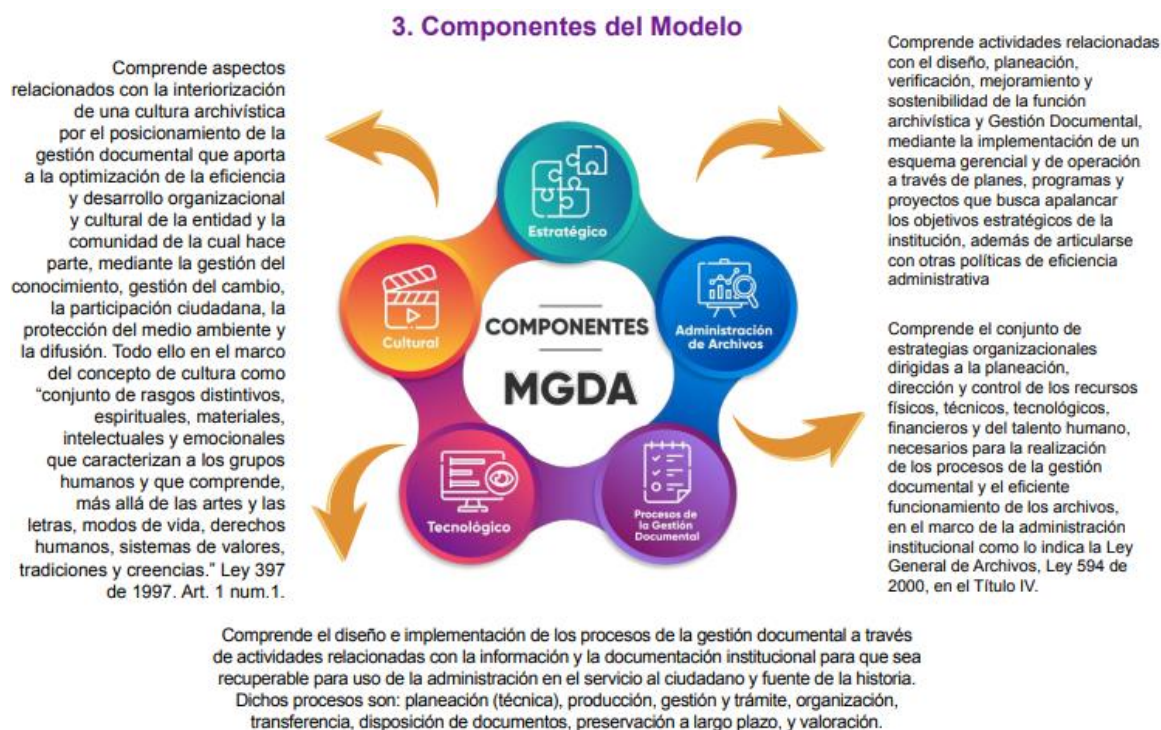 3. Componentes del Modelo
Comprende aspectos
relacionados con la interiorización
de una cultura archivística
por el posicionamiento de la
gestión documental que aporta
a la optimización de la eficiencia
y desarrollo organizacional
y cultural de la entidad y la
comunidad de la cual hace
parte, mediante la gestión del
conocimiento, gestión del cambio,
la participación ciudadana, la
protección del medio ambiente y
la difusión. Todo ello en el marco
del concepto de cultura como
“conjunto de rasgos distintivos,
espirituales, materiales,
intelectuales y emocionales
que caracterizan a los grupos
humanos y que comprende,
más allá de las artes y las
letras, modos de vida, derechos
humanos, sistemas de valores,
tradiciones y creencias.” Ley 397
de 1997. Art. 1 num.1.
Estratégico
Cultural
COMPONENTES
MGDA
Administración
de Archivos
Tecnológico
Procesos de
la Gestión
Documental
Comprende actividades relacionadas
con el diseño, planeación,
verificación, mejoramiento y
sostenibilidad de la función
archivística y Gestión Documental,
mediante la implementación de un
esquema gerencial y de operación
a través de planes, programas y
proyectos que busca apalancar
los objetivos estratégicos de la
institución, además de articularse
con otras políticas de eficiencia
administrativa
Comprende el conjunto de
estrategias organizacionales
dirigidas a la planeación,
dirección y control de los recursos
físicos, técnicos, tecnológicos,
financieros y del talento humano,
necesarios para la realización
de los procesos de la gestión
documental y el eficiente
funcionamiento de los archivos,
en el marco de la administración
institucional como lo indica la Ley
General de Archivos, Ley 594 de
2000, en el Título IV.
Comprende el diseño e implementación de los procesos de la gestión documental a través
de actividades relacionadas con la información y la documentación institucional para que sea
recuperable para uso de la administración en el servicio al ciudadano y fuente de la historia.
Dichos procesos son: planeación (técnica), producción, gestión y trámite, organización,
transferencia, disposición de documentos, preservación a largo plazo, y valoración.